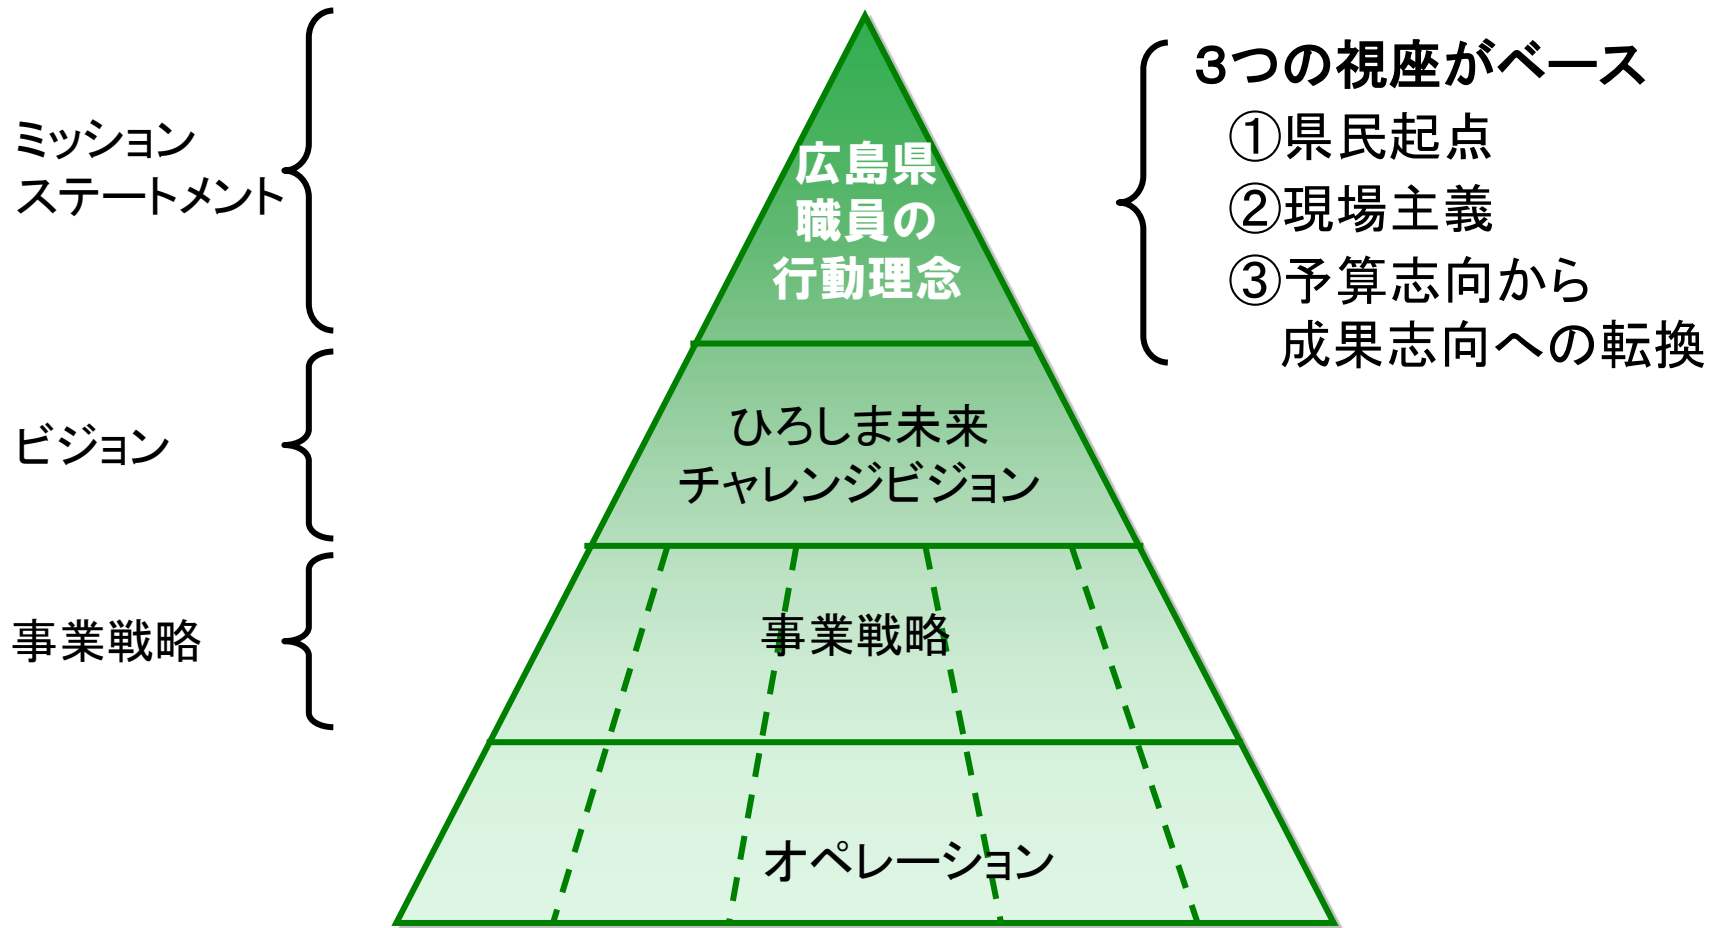 ミッション
ステートメント
広島県
職員の
行動理念
３つの視座がベース
①県民起点
②現場主義
③予算志向から
成果志向への転換
ビジョン
ひろしま未来
チャレンジビジョン
事業戦略
事業戦略
オペレーション